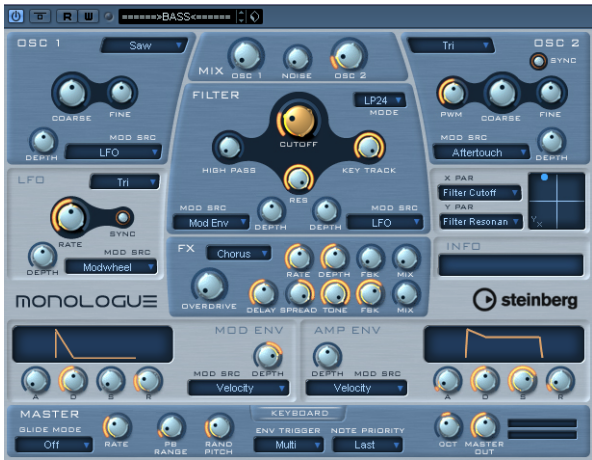 R W ======>BASS<======
OSC 1 Saw
COARSE FINE
MOD SRC
DEPTH LFO
MIX OSC 1 NOISE OSC 2
FILTER
LP24
MODE
CUTOFF
HIGH PASS KEY TRACK
RES
MOD SRC MOD SRC
Mod Env DEPTH DEPTH LFO
Tri OSC 2
SYNC
PWM COARSE FINE
MOD SRC
Aftertouch DEPTH
LFO Tri
RATE SYNC
MOD SRC
DEPTH Modwheel
X PAR
Filter Cutoff
Y PAR
Filter Resonan
Y X
FX Chorus
RATE DEPTH FBK MIX
OVERDRIVE
DELAY SPREAD TONE FBK MIX
INFO
MONOLOGUE
steinberg
MOD ENV
MOD SRC DEPTH
Velocity
A D S R
AMP ENV
DEPTH MOD SRC
Velocity
A D S R
MASTER KEYBOARD
GLIDE MODE
Off
RATE PB RANGE RAND PITCH
ENV TRIGGER
Multi
NOTE PRIORITY
Last
OCT MASTER OUT